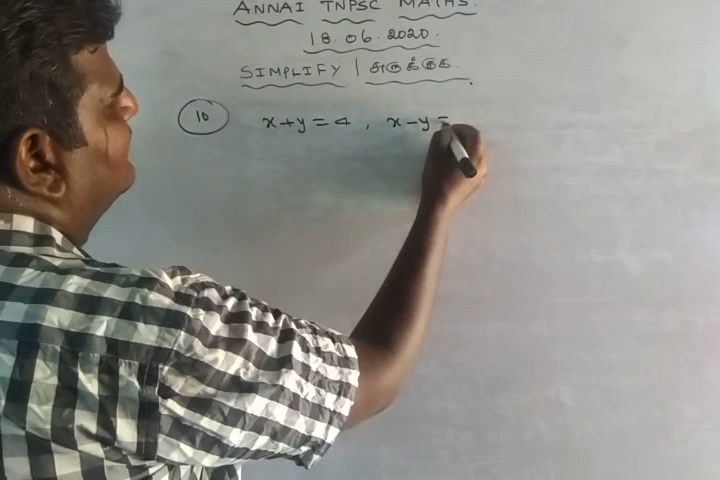 ANNAI TNPSC MATHS.
18.06.2020.
SIMPLIFY | சுருக்குக.
10 x+y=4, x-y=